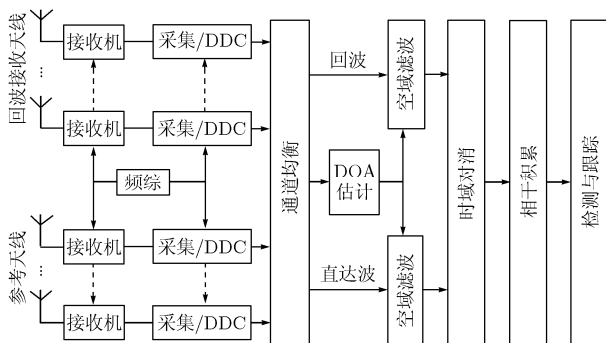 回波接收天线
...
接收机
采集/DDC
接收机
采集/DDC
频综
参考天线
...
接收机
采集/DDC
接收机
采集/DDC
通道均衡
回波
DOA
估计
直达波
空域滤波
空域滤波
时域对消
相干积累
检测与跟踪